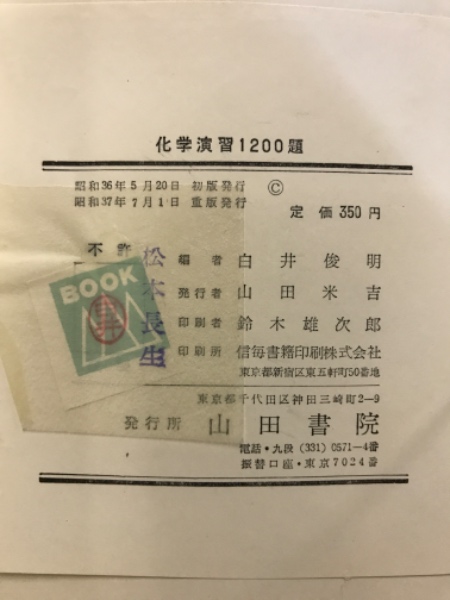 化学演習1200題
昭和36年5月20日 初版発行 ©
昭和37年7月1日 重版発行
定価350円
不許
松本長生
BOOK
編者 白井俊明
発行者 山田米吉
印刷者 鈴木雄次郎
印刷所 信毎書籍印刷株式会社
東京都新宿区東五軒町50番地
東京都千代田区神田三崎町2-9
発行所 山田書院
電話・九段(331)0571-4番
振替口座・東京7024番